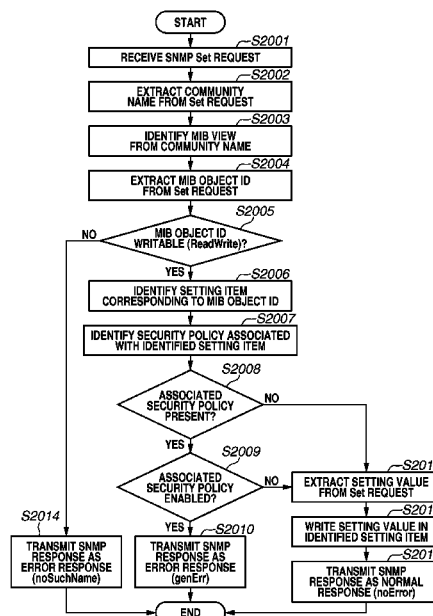 START
S2001
RECEIVE SNMP Set REQUEST
S2002
EXTRACT COMMUNITY
NAME FROM Set REQUEST
S2003
IDENTIFY MIB VIEW
FROM COMMUNITY NAME
S2004
EXTRACT MIB OBJECT ID
FROM Set REQUEST
S2005
MIB OBJECT ID
WRITABLE (ReadWrite)?
NO
YES
S2006
IDENTIFY SETTING ITEM
CORRESPONDING TO MIB OBJECT ID
S2007
IDENTIFY SECURITY POLICY ASSOCIATED
WITH IDENTIFIED SETTING ITEM
S2008
ASSOCIATED
SECURITY POLICY
PRESENT?
NO
YES
S2009
ASSOCIATED
SECURITY POLICY
ENABLED?
NO
YES
S201
EXTRACT SETTING VALUE
FROM Set REQUEST
S201
WRITE SETTING VALUE IN
IDENTIFIED SETTING ITEM
S201
TRANSMIT SNMP
RESPONSE AS NORMAL
RESPONSE (noError)
S2014
TRANSMIT SNMP
RESPONSE AS
ERROR RESPONSE
(noSuchName)
S2010
TRANSMIT SNMP
RESPONSE AS
ERROR RESPONSE
(genErr)
END